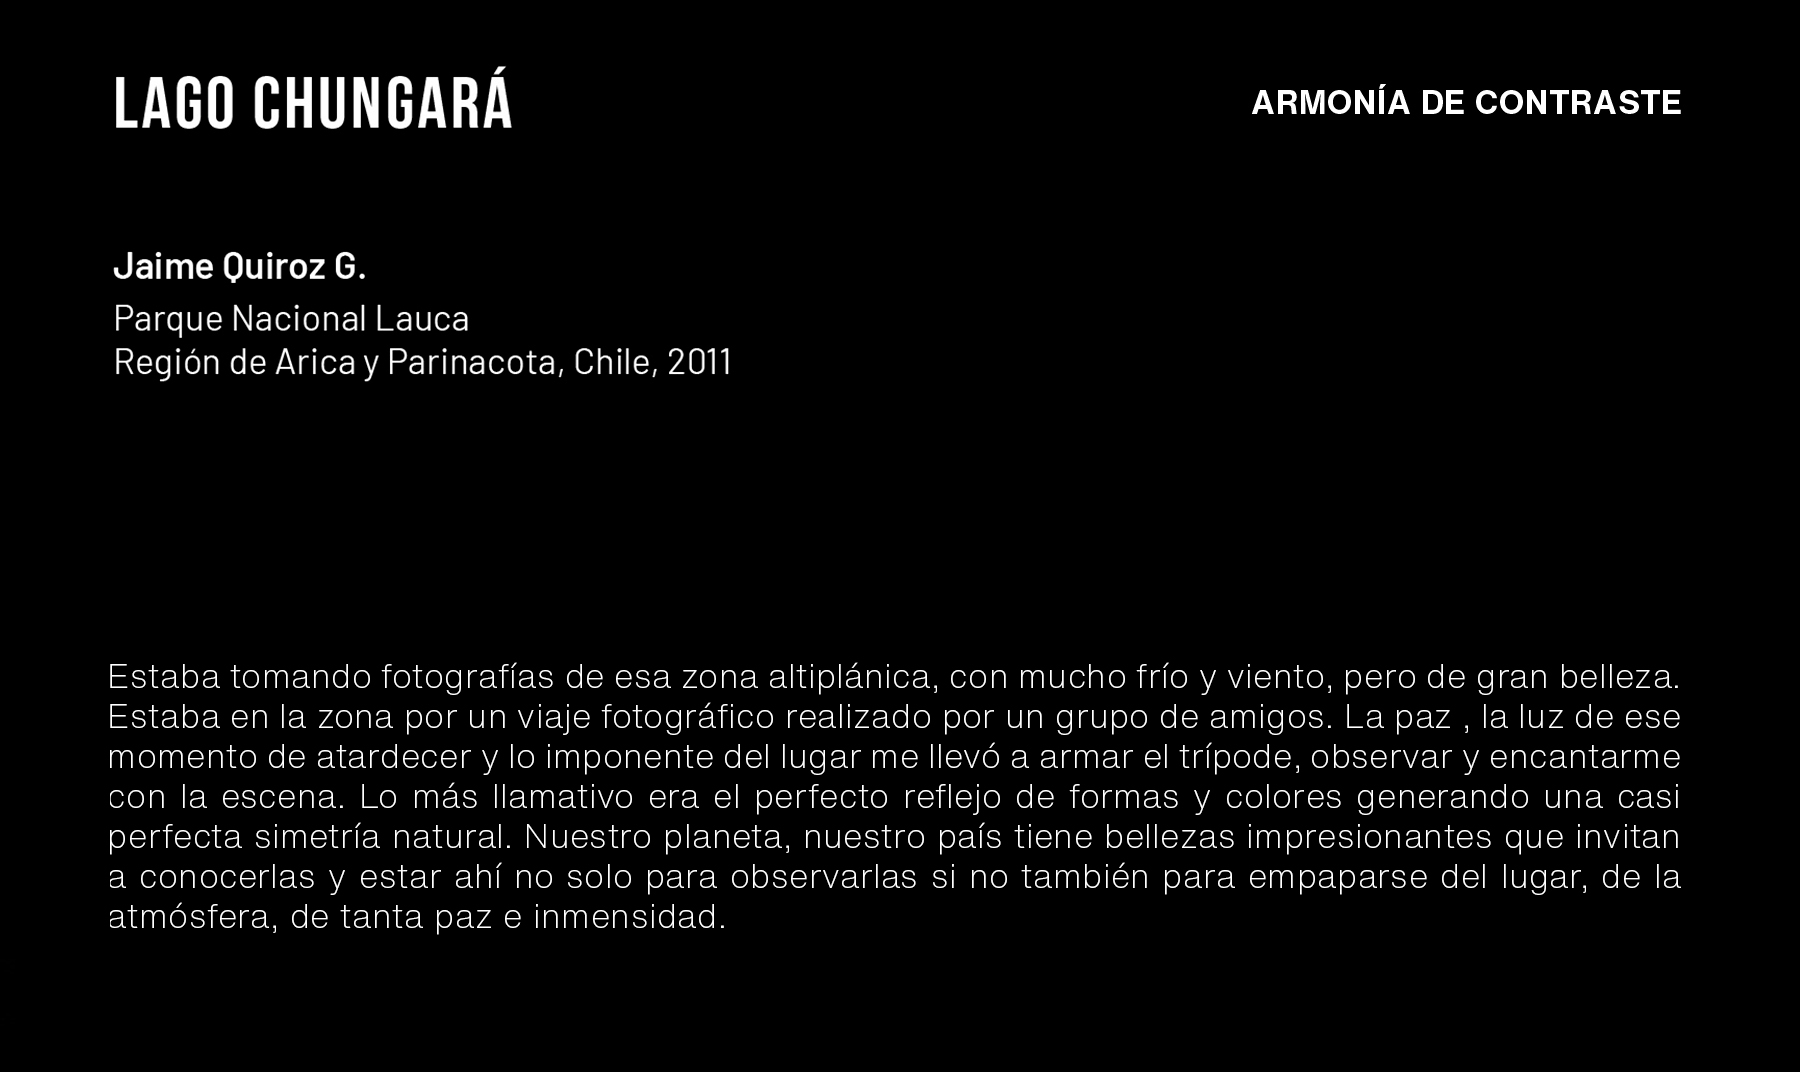 LAGO CHUNGARÁ
ARMONÍA DE CONTRASTE
Jaime Quiroz G.
Parque Nacional Lauca
Región de Arica y Parinacota, Chile, 2011
Estaba tomando fotografías de esa zona altiplánica, con mucho frío y viento, pero de gran belleza.
Estaba en la zona por un viaje fotográfico realizado por un grupo de amigos. La paz , la luz de ese
momento de atardecer y lo imponente del lugar me llevó a armar el trípode, observar y encantarme
con la escena. Lo más llamativo era el perfecto reflejo de formas y colores generando una casi
perfecta simetría natural. Nuestro planeta, nuestro país tiene bellezas impresionantes que invitan
a conocerlas y estar ahí no solo para observarlas si no también para empaparse del lugar, de la
atmósfera, de tanta paz e inmensidad.